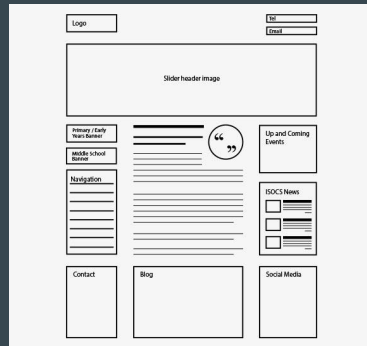 Logo
Tel
Email
Slider header image
Primary / Early
Years Banner
Middle School
Banner
Navigation
“ ”
Up and Coming
Events
ISOCS News
Contact
Blog
Social Media